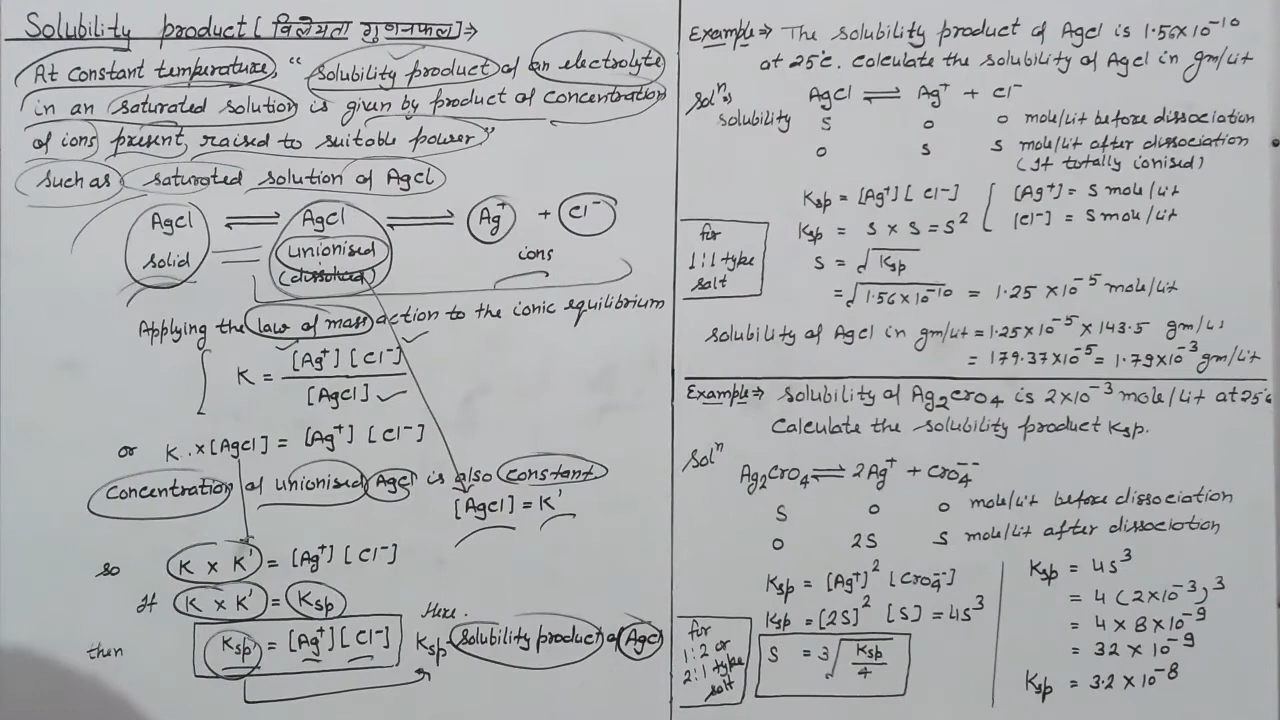 Solubility product [ विलेयता गुणनफल ] ⇒
At constant temperature, "Solubility product of an electrolyte
in an saturated solution is given by product of concentration
of ions present, raised to suitable power"
such as saturated solution of AgCl
AgCl ⇌ AgCl ⇌ Ag⁺ + Cl⁻
solid unionised ions
(dissolved)
Applying the law of mass action to the ionic equilibrium
K = [Ag⁺] [Cl⁻] / [AgCl]
or K × [AgCl] = [Ag⁺] [Cl⁻]
Concentration of unionised AgCl is also constant
[AgCl] = K'
so K × K' = [Ag⁺] [Cl⁻]
If K × K' = Ksp
then Ksp = [Ag⁺] [Cl⁻]
Here.
Ksp Solubility product of AgCl
Example ⇒ The solubility product of AgCl is 1.56×10⁻¹⁰
at 25°c. Calculate the solubility of AgCl in gm/Lit
Solⁿ ⇒ AgCl ⇌ Ag⁺ + Cl⁻
solubility S 0 0 mole/Lit before dissociation
0 S S mole/Lit after dissociation
(If totally ionised)
Ksp = [Ag⁺] [Cl⁻] [Ag⁺] = S mole/Lit
Ksp = S × S = S² [Cl⁻] = S mole/Lit
for
1:1 type
salt
S = √Ksp
= √1.56×10⁻¹⁰ = 1.25 ×10⁻⁵ mole/Lit
solubility of AgCl in gm/Lit = 1.25×10⁻⁵ × 143.5 gm/Li
= 179.37×10⁻⁵ = 1.79×10⁻³ gm/Lit
Example ⇒ Solubility of Ag₂CrO₄ is 2×10⁻³ mole/Lit at 25°c
Calculate the solubility product Ksp.
Solⁿ
Ag₂CrO₄ ⇌ 2Ag⁺ + CrO₄⁻⁻
S 0 0 mole/Lit before dissociation
0 2S S mole/Lit after dissociation
Ksp = [Ag⁺]² [CrO₄⁻⁻]
Ksp = [2S]² [S] = 4S³
for
1:2 or
2:1 type
salt
S = ³√Ksp/4
Ksp = 4S³
= 4 (2×10⁻³)³
= 4 × 8 × 10⁻⁹
= 32 × 10⁻⁹
Ksp = 3.2 × 10⁻⁸